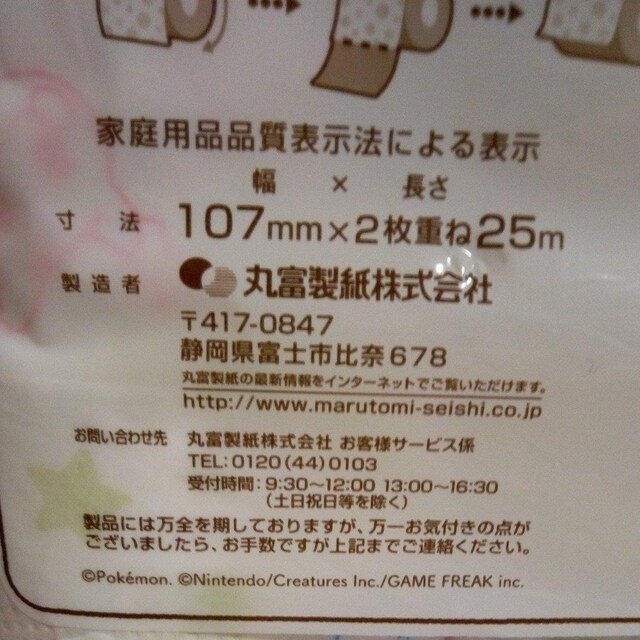 家庭用品品質表示法による表示
幅 × 長さ
寸法 107mm×2枚重ね25m
製造者 丸富製紙株式会社
〒417-0847
静岡県富士市比奈678
丸富製紙の最新情報をインターネットでご覧いただけます。
http://www.marutomi-seishi.co.jp
お問い合わせ先 丸富製紙株式会社 お客様サービス係
TEL:0120(44)0103
受付時間:9:30~12:00 13:00~16:30
(土日祝日等を除く)
製品には万全を期しておりますが、万一お気付きの点が
ございましたら、お手数ですが上記までご連絡ください。
©Pokémon. ©Nintendo/Creatures Inc./GAME FREAK inc.